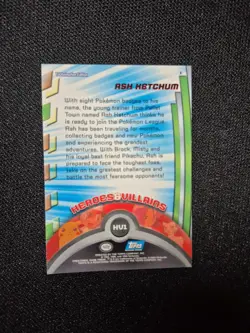 ASH KETCHUM
With eight Pokémon badges to his
name, the young trainer from Pallet
Town named Ash Ketchum thinks he
is ready to join the Pokémon League.
Ash has been traveling for months,
collecting badges and new Pokémon
and experiencing the grandest
adventures. With Brock, Misty and
his loyal best friend Pikachu, Ash is
prepared to face the toughest foes,
take on the greatest challenges and
battle the most fearsome opponents!
HEROES & VILLAINS
HV1
Topps